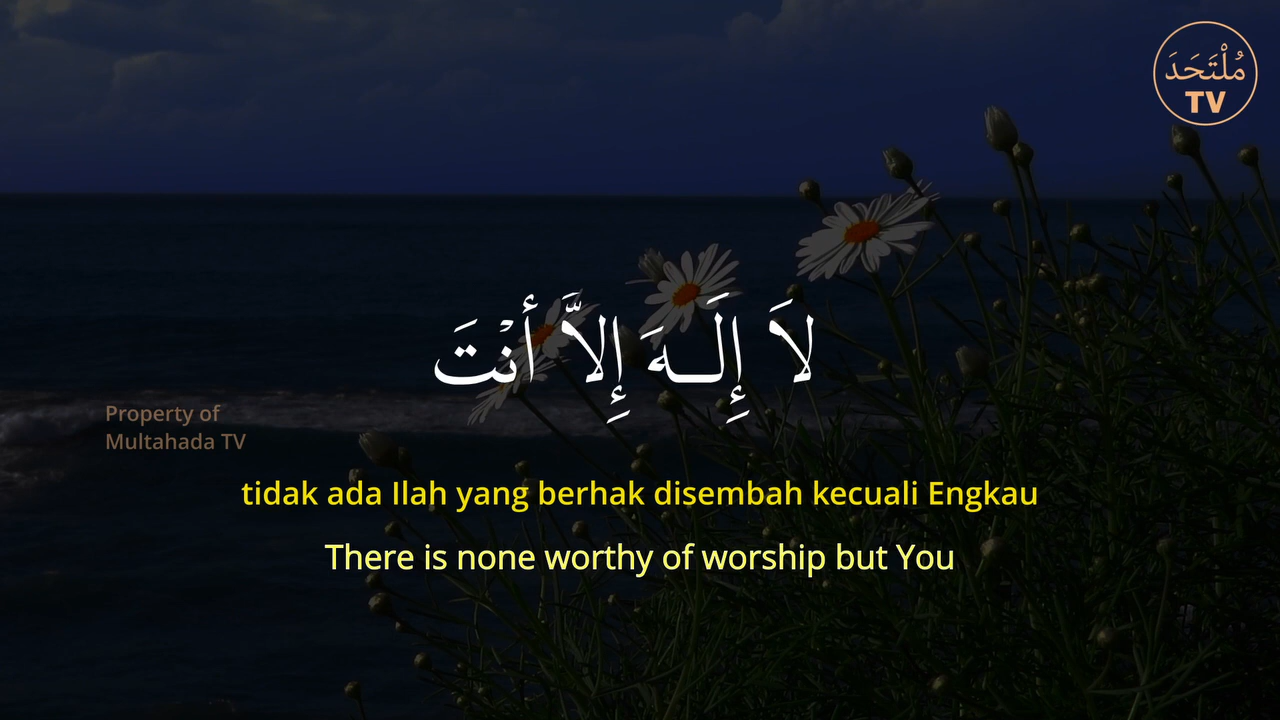 مُلْتَحَدَ
TV
لاَ إِلَـهَ إِلاَّ أَنْتَ
Property of
Multahada TV
tidak ada Ilah yang berhak disembah kecuali Engkau
There is none worthy of worship but You